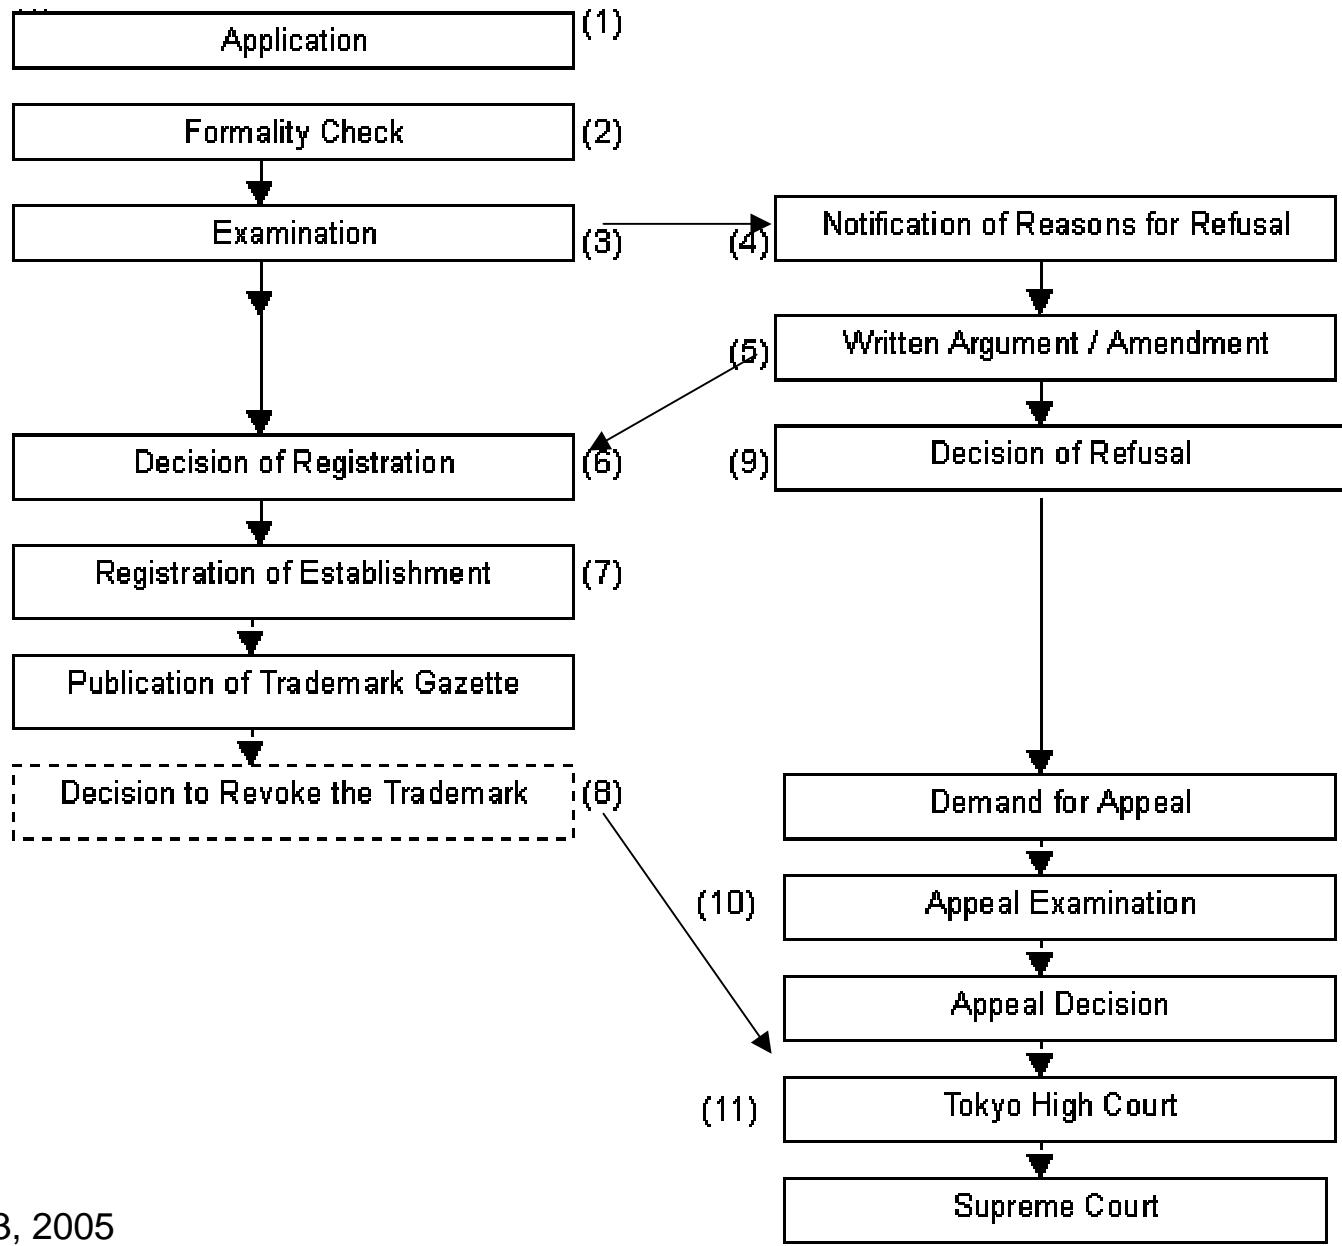 Application (1)
Formality Check (2)
Examination (3)
(4) Notification of Reasons for Refusal
(5) Written Argument / Amendment
Decision of Registration (6)
(9) Decision of Refusal
Registration of Establishment (7)
Publication of Trademark Gazette
Decision to Revoke the Trademark (8)
Demand for Appeal
(10) Appeal Examination
Appeal Decision
(11) Tokyo High Court
Supreme Court
3, 2005